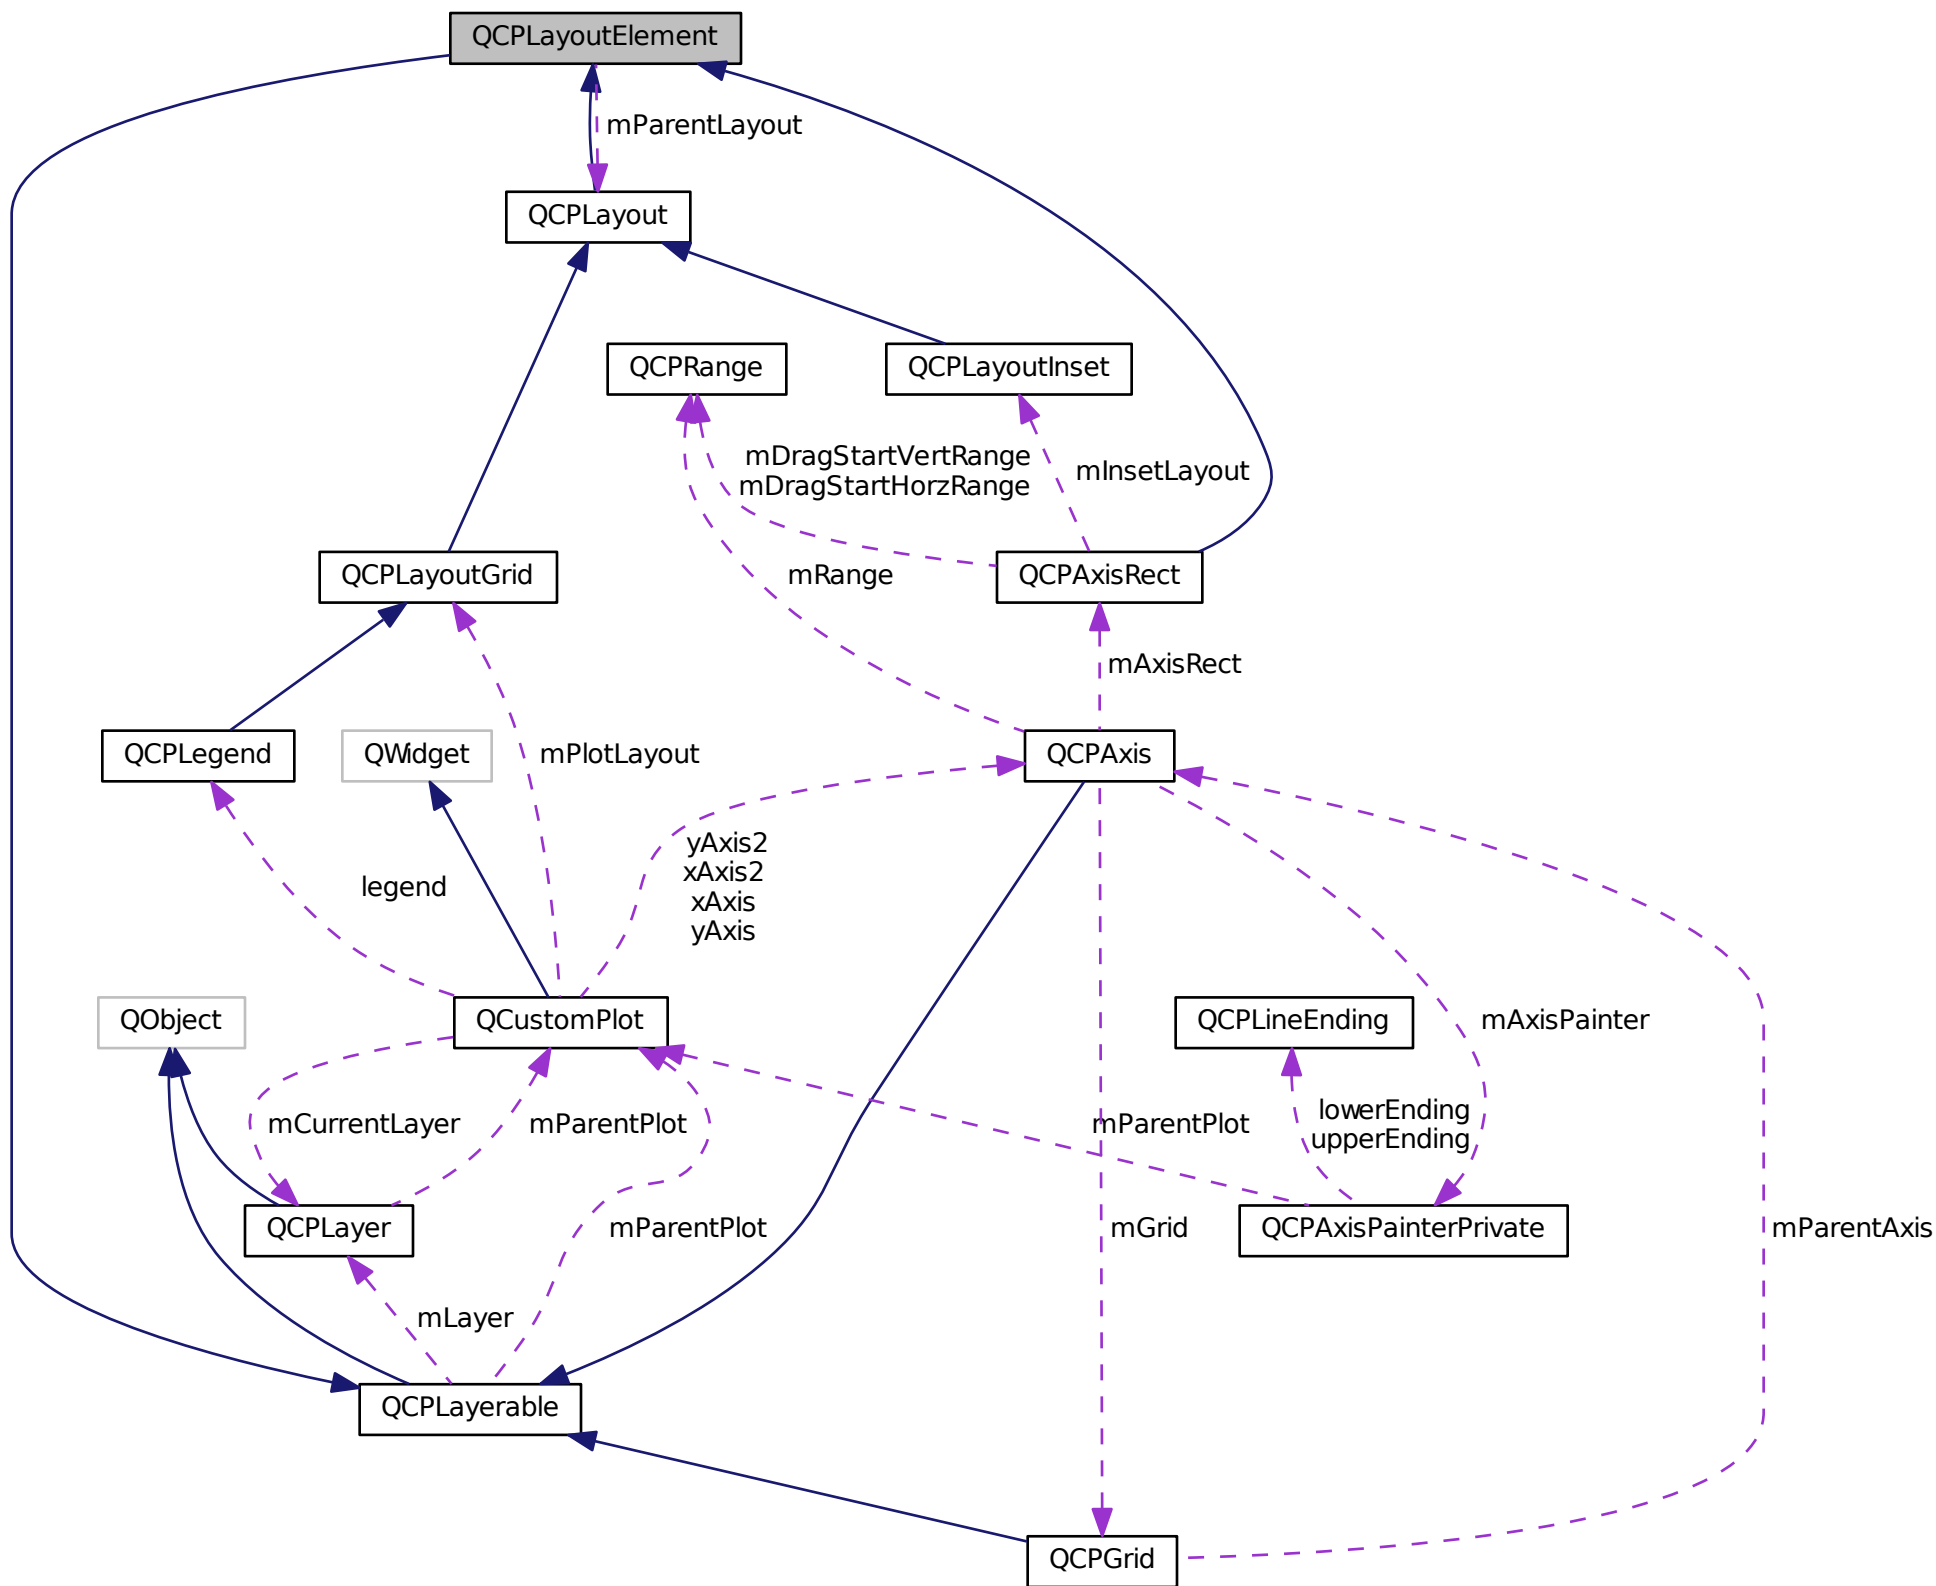 QCPLayoutElement
mParentLayout
QCPLayout
QCPRange
QCPLayoutInset
mDragStartVertRange
mDragStartHorzRange
mInsetLayout
mRange
QCPLayoutGrid
QCPAxisRect
mAxisRect
QCPLegend
QWidget
mPlotLayout
QCPAxis
legend
yAxis2
xAxis2
xAxis
yAxis
QObject
QCustomPlot
QCPLineEnding
mAxisPainter
mCurrentLayer
mParentPlot
mParentPlot
lowerEnding
upperEnding
QCPLayer
mParentPlot
mGrid
QCPAxisPainterPrivate
mParentAxis
mLayer
QCPLayerable
QCPGrid